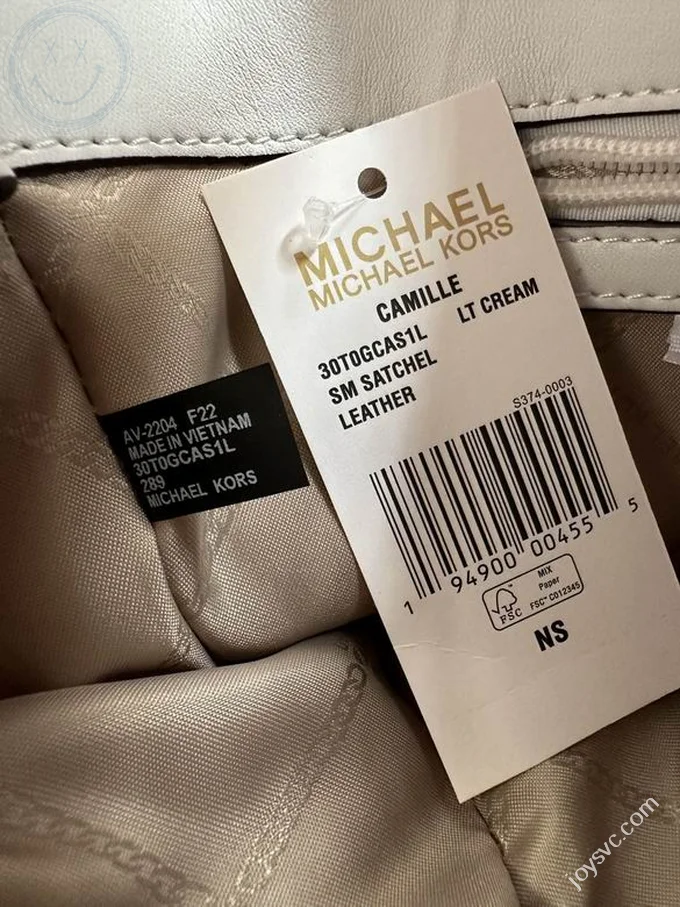 MICHAEL
MICHAEL KORS
CAMILLE
30T0GCAS1L LT CREAM
SM SATCHEL
LEATHER
S374-0003
1 94900 00455 5
FSC
MIX
Paper
FSC™ C012345
NS
AV-2204 F22
MADE IN VIETNAM
30T0GCAS1L
289
MICHAEL KORS
joysvc.com